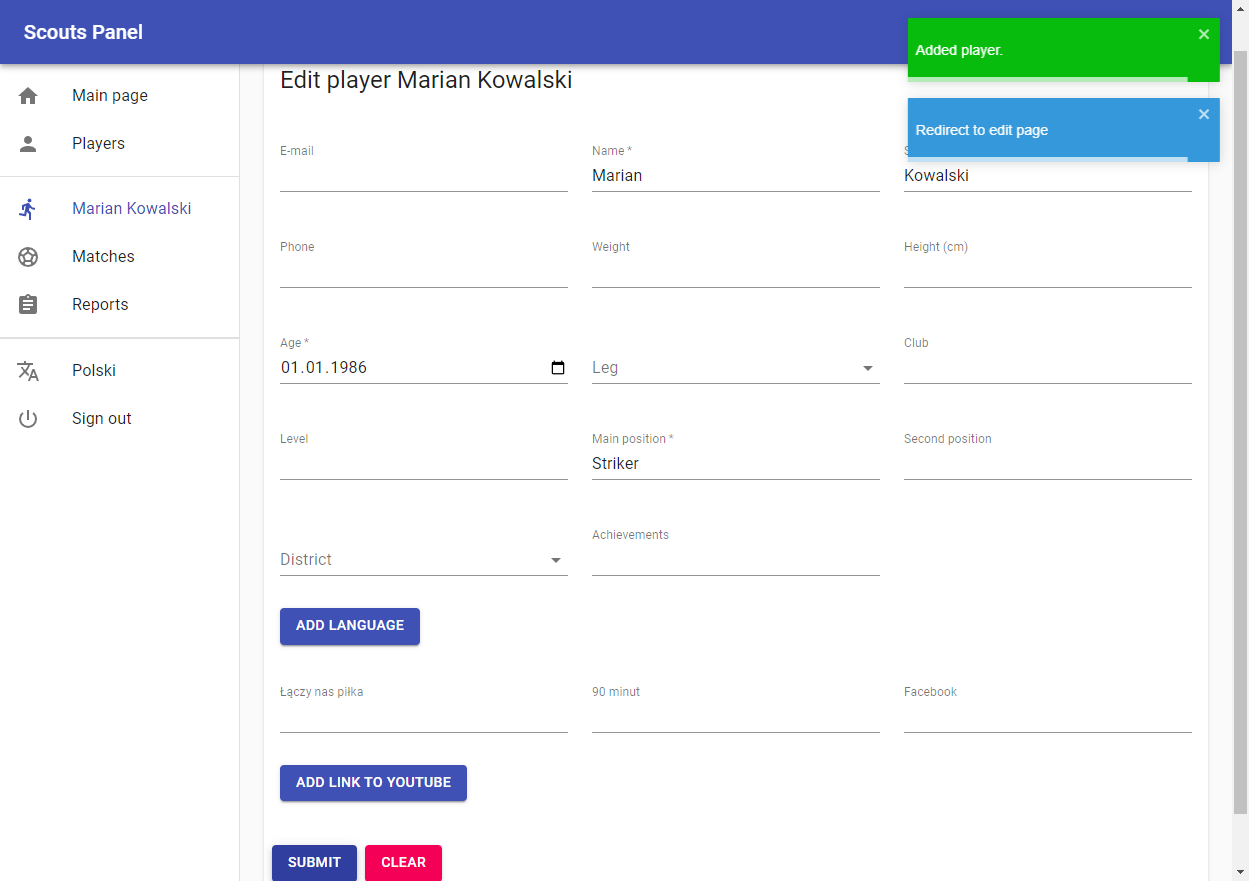 Scouts Panel
Added player.
Redirect to edit page
Main page
Players
Marian Kowalski
Matches
Reports
Polski
Sign out
Edit player Marian Kowalski
E-mail
Name *
Marian
Kowalski
Phone
Weight
Height (cm)
Age *
01.01.1986
Leg
Club
Level
Main position *
Striker
Second position
District
Achievements
ADD LANGUAGE
Łączy nas piłka
90 minut
Facebook
ADD LINK TO YOUTUBE
SUBMIT
CLEAR